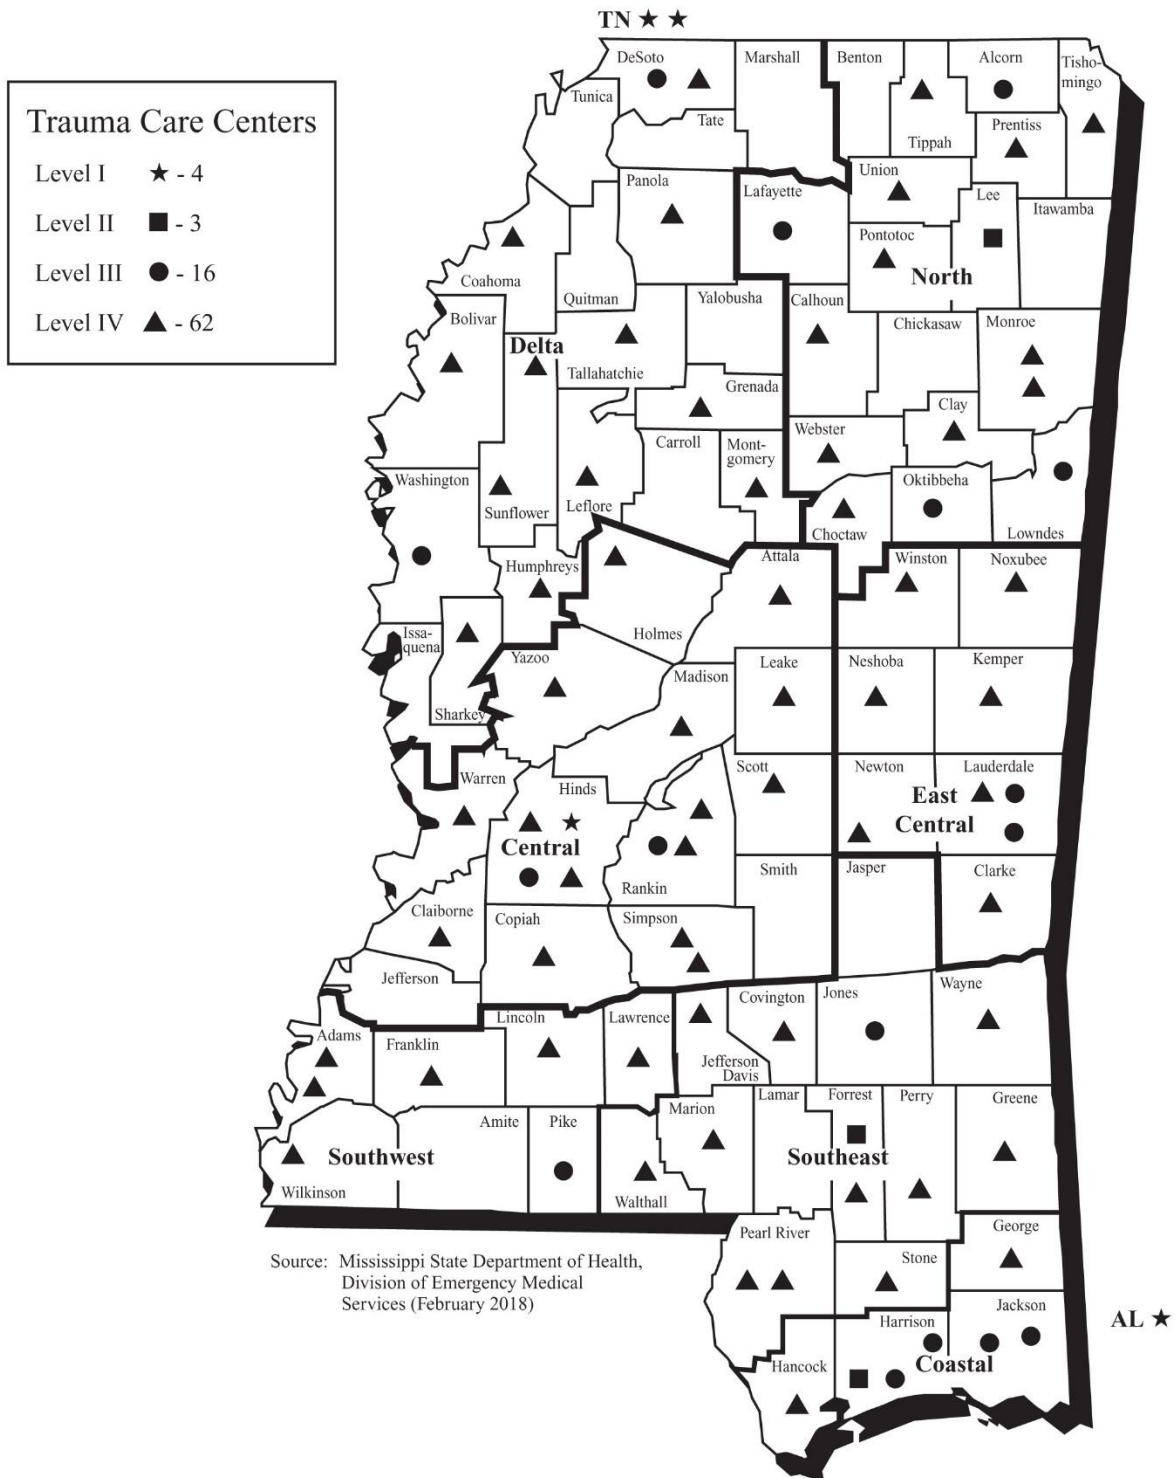 TN ★ ★
Trauma Care Centers
Level I ★ - 4
Level II ■ - 3
Level III ● - 16
Level IV ▲ - 62
DeSoto
Marshall
Benton
Alcorn
Tisho-
mingo
Tunica
Tate
Tippah
Prentiss
Panola
Lafayette
Union
Lee
Itawamba
Pontotoc
North
Coahoma
Quitman
Yalobusha
Calhoun
Chickasaw
Monroe
Bolivar
Delta
Tallahatchie
Grenada
Clay
Webster
Carroll
Mont-
gomery
Washington
Sunflower
Leflore
Oktibbeha
Choctaw
Lowndes
Attala
Winston
Noxubee
Humphreys
Holmes
Issa-
quena
Yazoo
Madison
Leake
Neshoba
Kemper
Sharkey
Warren
Hinds
Scott
Newton
Lauderdale
East
Central
Central
Rankin
Smith
Jasper
Clarke
Claiborne
Copiah
Simpson
Jefferson
Covington
Jones
Wayne
Lincoln
Lawrence
Adams
Franklin
Jefferson
Davis
Amite
Pike
Marion
Lamar
Forrest
Perry
Greene
Southwest
Southeast
Wilkinson
Walthall
Pearl River
George
Stone
Source: Mississippi State Department of Health,
Division of Emergency Medical
Services (February 2018)
Jackson
Harrison
AL ★
Coastal
Hancock